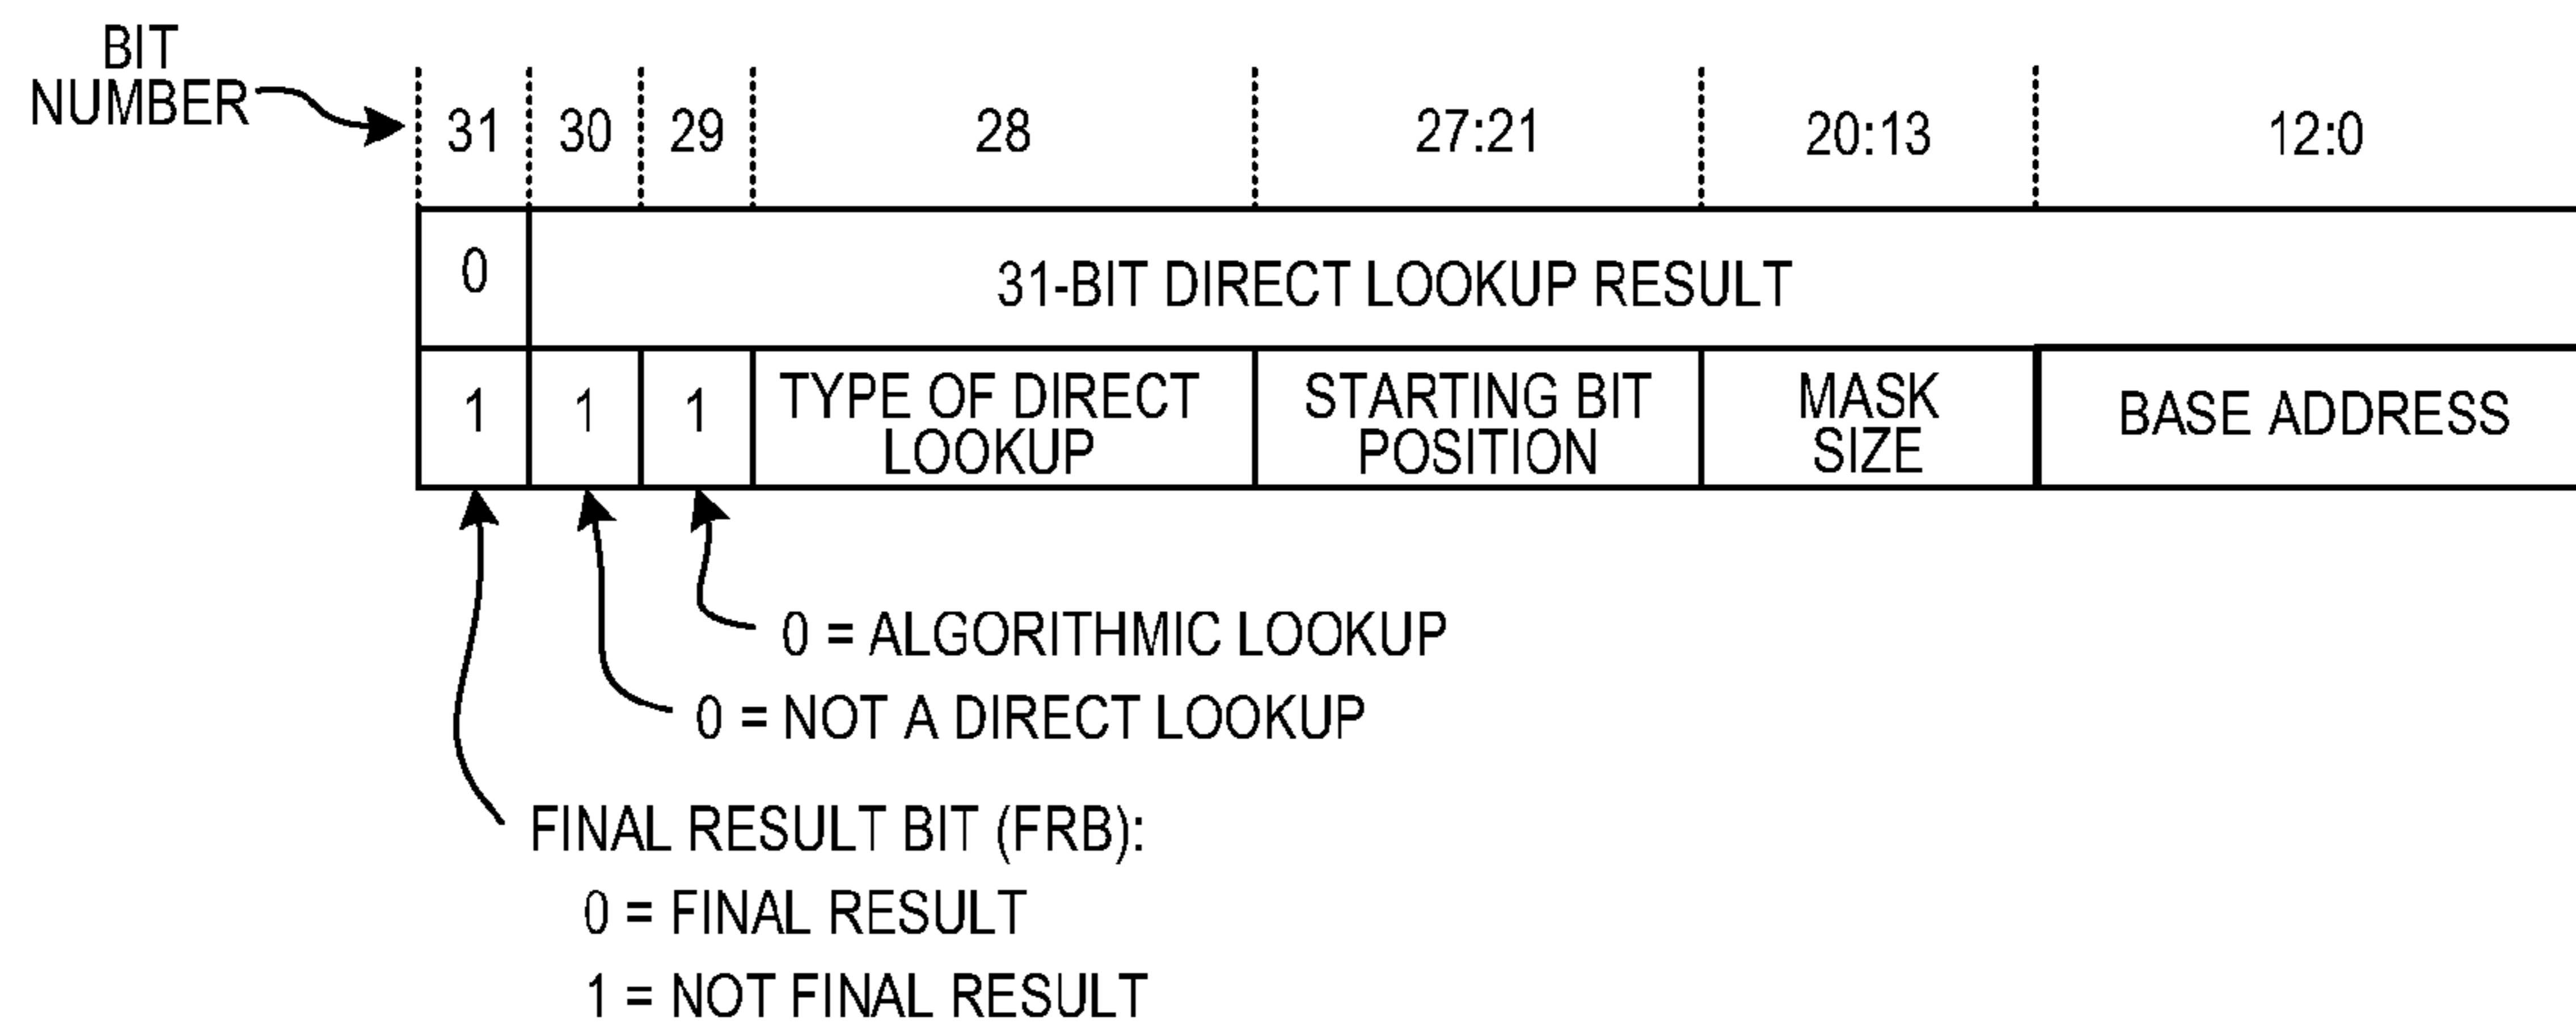 BIT
NUMBER
31 30 29 28 27:21 20:13 12:0
0 31-BIT DIRECT LOOKUP RESULT
1 1 1 TYPE OF DIRECT LOOKUP STARTING BIT POSITION MASK SIZE BASE ADDRESS
0 = ALGORITHMIC LOOKUP
0 = NOT A DIRECT LOOKUP
FINAL RESULT BIT (FRB):
0 = FINAL RESULT
1 = NOT FINAL RESULT